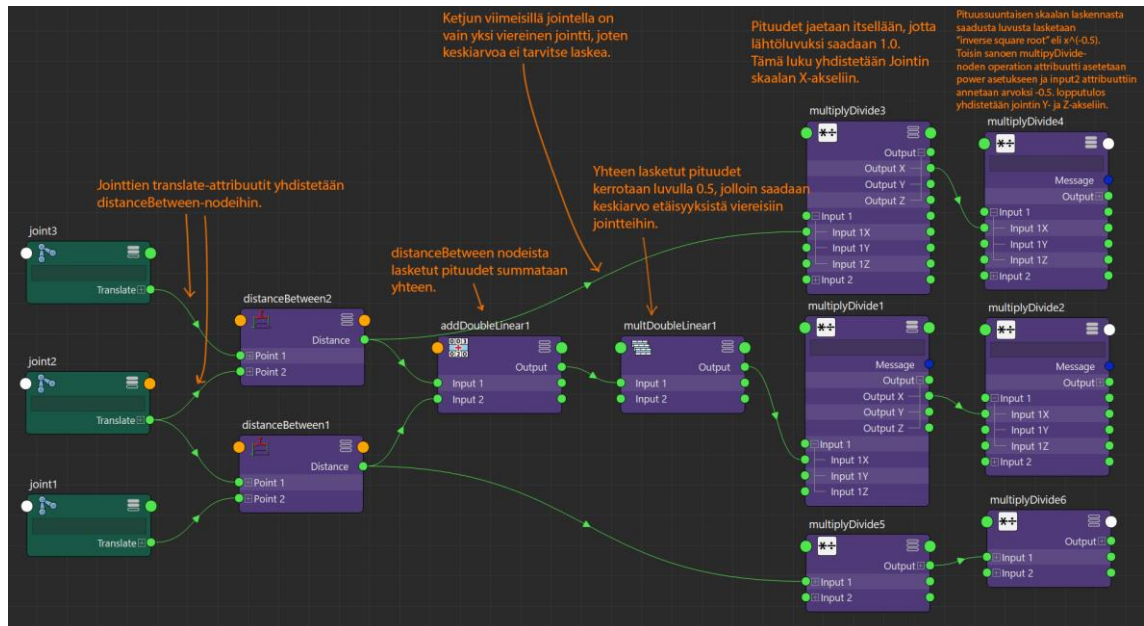 Ketjun viimeisillä jointella on
vain yksi viereinen jointti, joten
keskiarvoa ei tarvitse laskea.
Pituudet jaetaan itsellään, jotta
lähtöluvuksi saadaan 1.0.
Tämä luku yhdistetään Jointin
skaalan X-akseliin.
Pituussuuntaisen skaalan laskennasta
saadusta luvusta lasketaan
"inverse square root" eli x^(-0.5).
Toisin sanoen multipyDivide-
noden operation attribuutti asetetaan
power asetukseen ja input2 attribuuttiin
annetaan arvoksi -0.5. lopputulos
yhdistetään jointin Y- ja Z-akseliin.
Jointtien translate-attribuutit yhdistetään
distanceBetween-nodeihin.
distanceBetween nodeista
lasketut pituudet summataan
yhteen.
Yhteen lasketut pituudet
kerrotaan luvulla 0.5, jolloin saadaan
keskiarvo etäisyyksistä viereisiin
jointteihin.
joint3
Translate
joint2
Translate
joint1
Translate
distanceBetween2
Distance
Point 1
Point 2
distanceBetween1
Distance
Point 1
Point 2
addDoubleLinear1
Output
Input 1
Input 2
multDoubleLinear1
Output
Input 1
Input 2
multiplyDivide3
Output
Output X
Output Y
Output Z
Input 1
Input 1X
Input 1Y
Input 1Z
Input 2
multiplyDivide4
Message
Output
Input 1
Input 1X
Input 1Y
Input 1Z
Input 2
multiplyDivide1
Message
Output
Output X
Output Y
Output Z
Input 1
Input 1X
Input 1Y
Input 1Z
multiplyDivide2
Message
Output
Input 1
Input 1X
Input 1Y
Input 1Z
Input 2
multiplyDivide5
Output
Input 1
Input 2
multiplyDivide6
Output
Input 1
Input 2